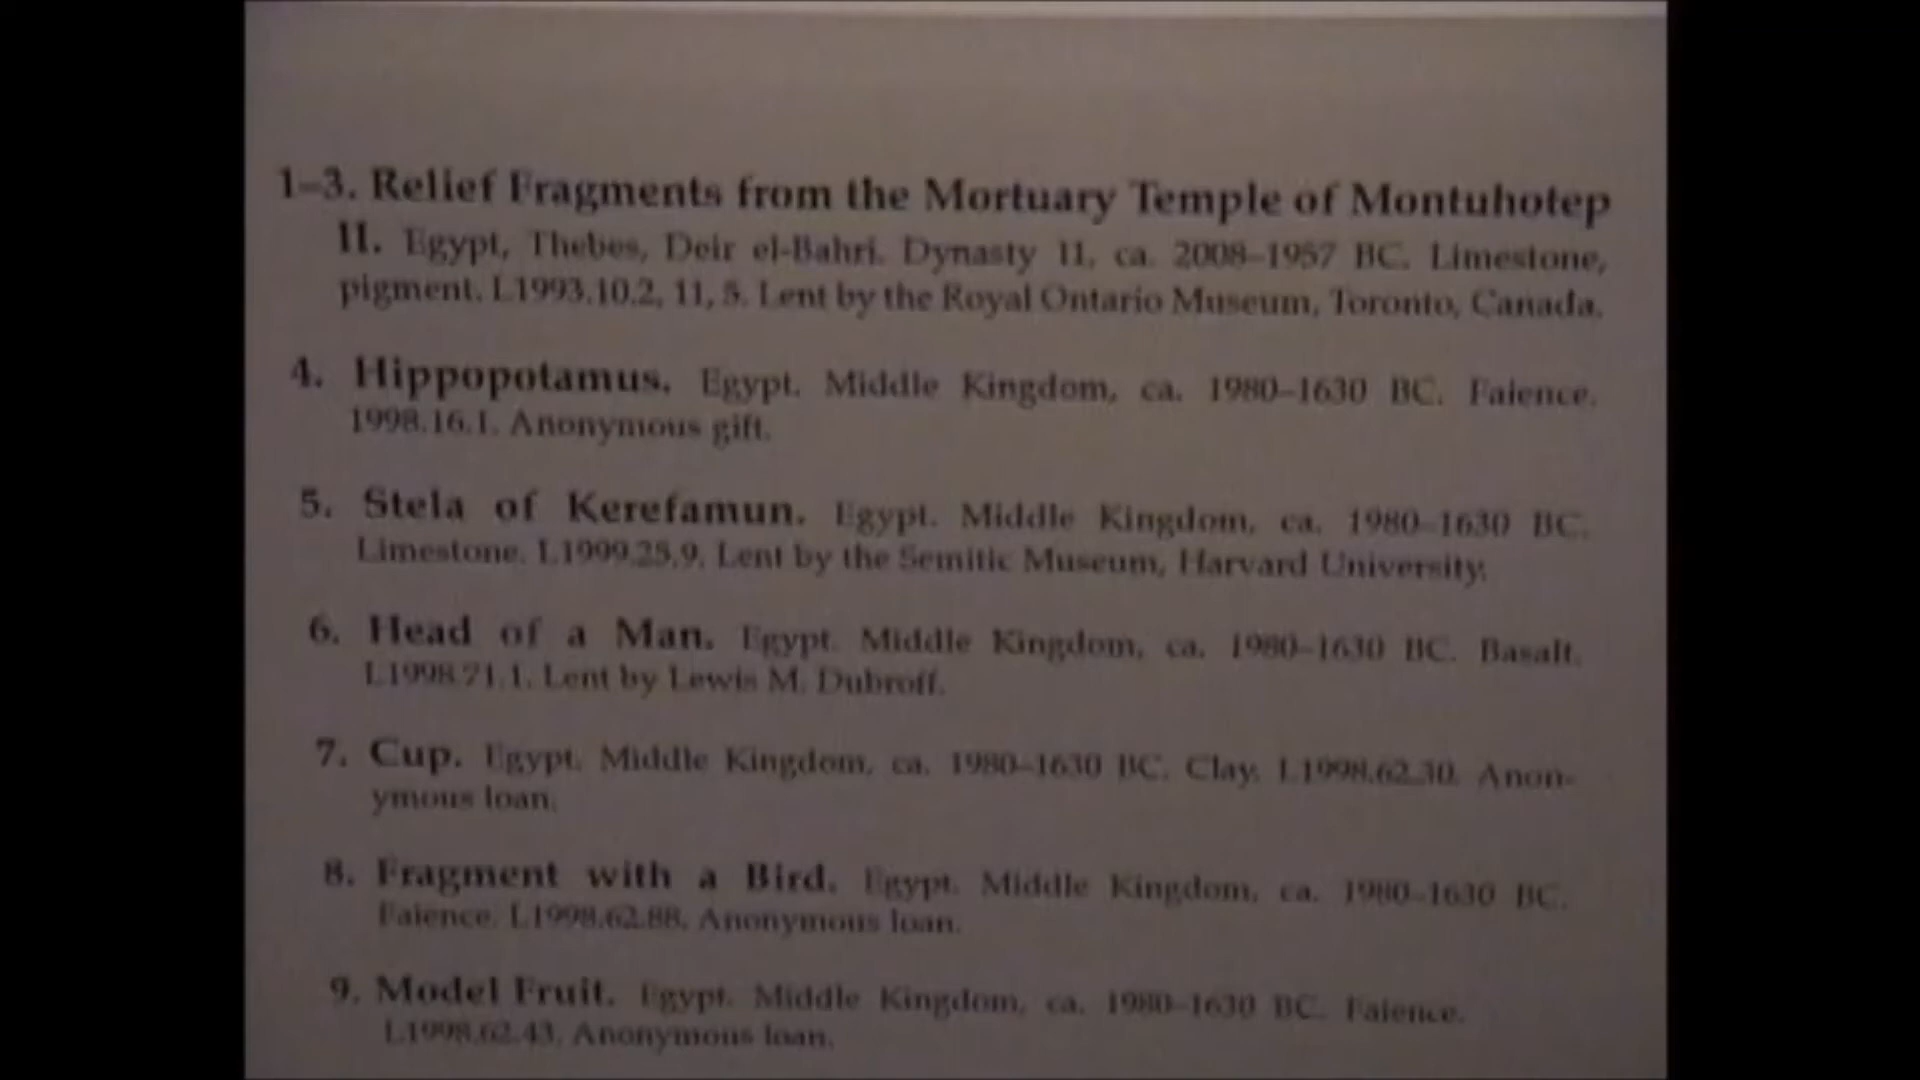 1–3. Relief Fragments from the Mortuary Temple of Montuhotep
II. Egypt, Thebes, Deir el-Bahri. Dynasty 11, ca. 2008–1957 BC. Limestone,
pigment. L1993.10.2, 11, 5. Lent by the Royal Ontario Museum, Toronto, Canada.
4. Hippopotamus. Egypt. Middle Kingdom, ca. 1980–1630 BC. Faience.
1998.16.1. Anonymous gift.
5. Stela of Kerefamun. Egypt. Middle Kingdom, ca. 1980–1630 BC.
Limestone. L1999.25.9. Lent by the Semitic Museum, Harvard University.
6. Head of a Man. Egypt. Middle Kingdom, ca. 1980–1630 BC. Basalt.
L1998.71.1. Lent by Lewis M. Dubroff.
7. Cup. Egypt. Middle Kingdom, ca. 1980–1630 BC. Clay. L1998.62.30. Anon-
ymous loan.
8. Fragment with a Bird. Egypt. Middle Kingdom, ca. 1980–1630 BC.
Faience. L1998.62.88. Anonymous loan.
9. Model Fruit. Egypt. Middle Kingdom, ca. 1980–1630 BC. Faience.
L1998.62.43. Anonymous loan.